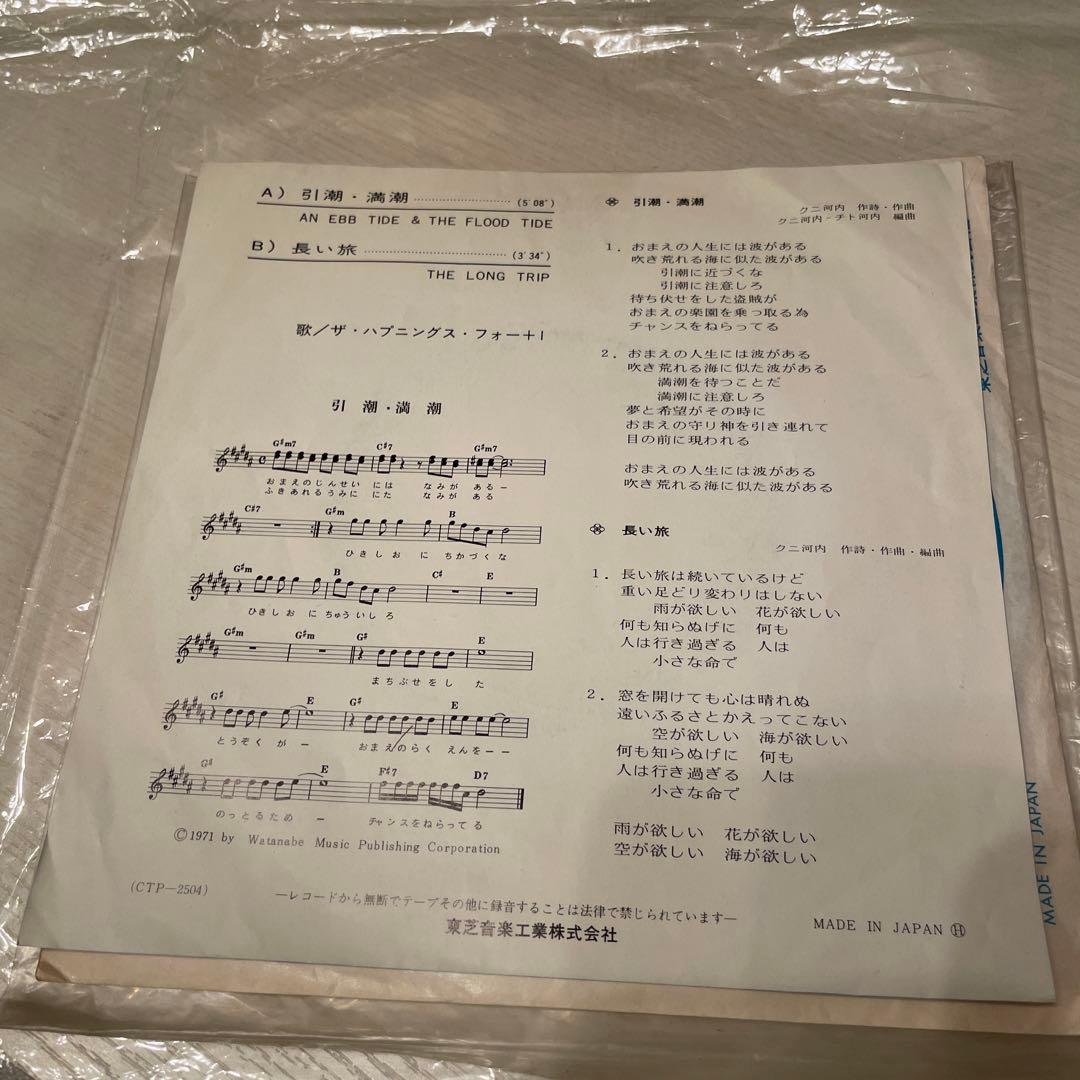 A) 引潮・満潮 ……………………… (5′08″)
AN EBB TIDE & THE FLOOD TIDE
B) 長い旅 ……………………………… (3′34″)
THE LONG TRIP
歌／ザ・ハプニングス・フォー＋1
引潮・満潮
G♯m7 C♯7 G♯m7
おまえのじんせい には なみが ある ー
ふきあれるうみに にた なみが ある
C♯7 G♯m B
ひきしお に ちかづくな
G♯m B C♯ E
ひきしお に ちゅういしろ
G♯m G♯m G♯ E
まちぶせをし た
G♯ E G♯ E
とうぞく が ー おまえのらく えんを ー ー
G♯ E F♯7 D7
のっとるため ー チャンスをねらってる
©1971 by Watanabe Music Publishing Corporation
(CTP－2504)
※ 引潮・満潮
クニ河内 作詩・作曲
クニ河内・チト河内 編曲
1. おまえの人生には波がある
吹き荒れる海に似た波がある
引潮に近づくな
引潮に注意しろ
待ち伏せをした盗賊が
おまえの楽園を乗っ取る為
チャンスをねらってる
2. おまえの人生には波がある
吹き荒れる海に似た波がある
満潮を待つことだ
満潮に注意しろ
夢と希望がその時に
おまえの守り神を引き連れて
目の前に現われる
おまえの人生には波がある
吹き荒れる海に似た波がある
※ 長い旅
クニ河内 作詩・作曲・編曲
1. 長い旅は続いているけど
重い足どり変わりはしない
雨が欲しい 花が欲しい
何も知らぬげに 何も
人は行き過ぎる 人は
小さな命で
2. 窓を開けても心は晴れぬ
遠いふるさとかえってこない
空が欲しい 海が欲しい
何も知らぬげに 何も
人は行き過ぎる 人は
小さな命で
雨が欲しい 花が欲しい
空が欲しい 海が欲しい
―レコードから無断でテープその他に録音することは法律で禁じられています―
東芝音楽工業株式会社
MADE IN JAPAN Ⓗ
MADE IN JAPAN